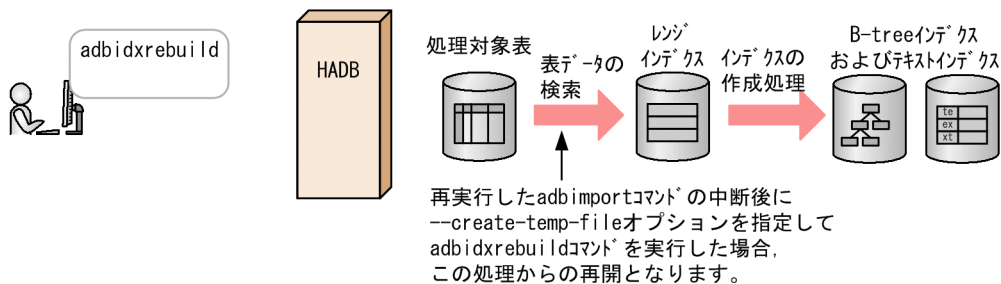 adbidxrebuild
HADB
処理対象表
表ﾃﾞｰﾀの
検索
ﾚﾝｼﾞ
ｲﾝﾃﾞｸｽ
ｲﾝﾃﾞｸｽの
作成処理
B-treeｲﾝﾃﾞｸｽ
およびﾃｷｽﾄｲﾝﾃﾞｸｽ
te
ex
xt
再実行したadbimportｺﾏﾝﾄﾞの中断後に
--create-temp-fileオプションを指定して
adbidxrebuildｺﾏﾝﾄﾞを実行した場合,
この処理からの再開となります。